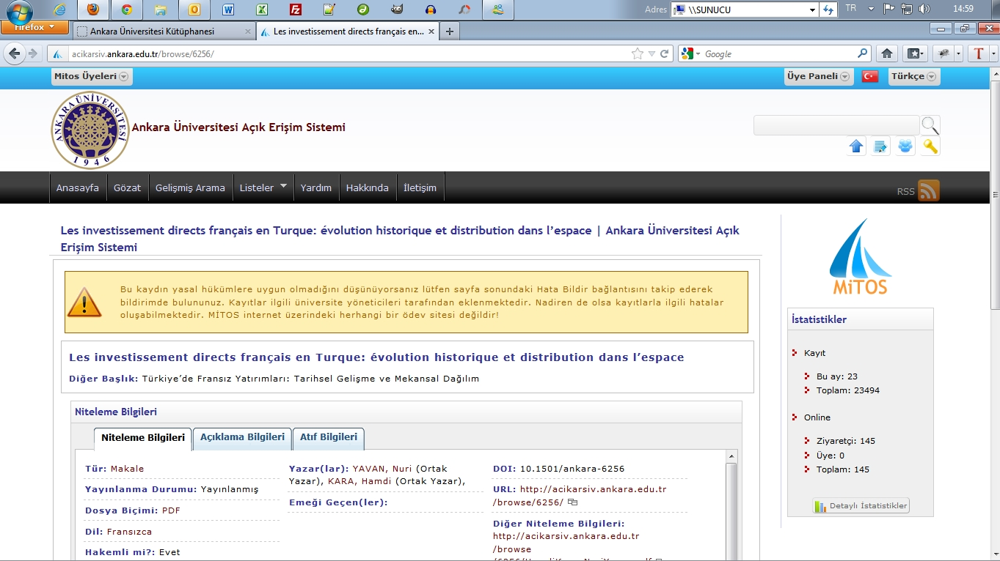 Adres \\SUNUCU TR 14:59
Firefox
Ankara Üniversitesi Kütüphanesi
Les investissement directs français en...
acikarsiv.ankara.edu.tr/browse/6256/
Google
Mitos Üyeleri
Üye Paneli
Türkçe
ANKARA ÜNİVERSİTESİ
1946
Ankara Üniversitesi Açık Erişim Sistemi
Anasayfa
Gözat
Gelişmiş Arama
Listeler
Yardım
Hakkında
İletişim
RSS
Les investissement directs français en Turque: évolution historique et distribution dans l’espace | Ankara Üniversitesi Açık
Erişim Sistemi
Bu kaydın yasal hükümlere uygun olmadığını düşünüyorsanız lütfen sayfa sonundaki Hata Bildir bağlantısını takip ederek
bildirimde bulununuz. Kayıtlar ilgili üniversite yöneticileri tarafından eklenmektedir. Nadiren de olsa kayıtlarla ilgili hatalar
oluşabilmektedir. MİTOS internet üzerindeki herhangi bir ödev sitesi değildir!
Les investissement directs français en Turque: évolution historique et distribution dans l’espace
Diğer Başlık: Türkiye’de Fransız Yatırımları: Tarihsel Gelişme ve Mekansal Dağılım
Niteleme Bilgileri
Niteleme Bilgileri
Açıklama Bilgileri
Atıf Bilgileri
Tür: Makale
Yayınlanma Durumu: Yayınlanmış
Dosya Biçimi: PDF
Dil: Fransızca
Hakemli mi?: Evet
Yazar(lar): YAVAN, Nuri (Ortak
Yazar), KARA, Hamdi (Ortak Yazar),
Emeği Geçen(ler):
DOI: 10.1501/ankara-6256
URL: http://acikarsiv.ankara.edu.tr
/browse/6256/
Diğer Niteleme Bilgileri:
http://acikarsiv.ankara.edu.tr
/browse
MiTOS
İstatistikler
Kayıt
Bu ay: 23
Toplam: 23494
Online
Ziyaretçi: 145
Üye: 0
Toplam: 145
Detaylı İstatistikler